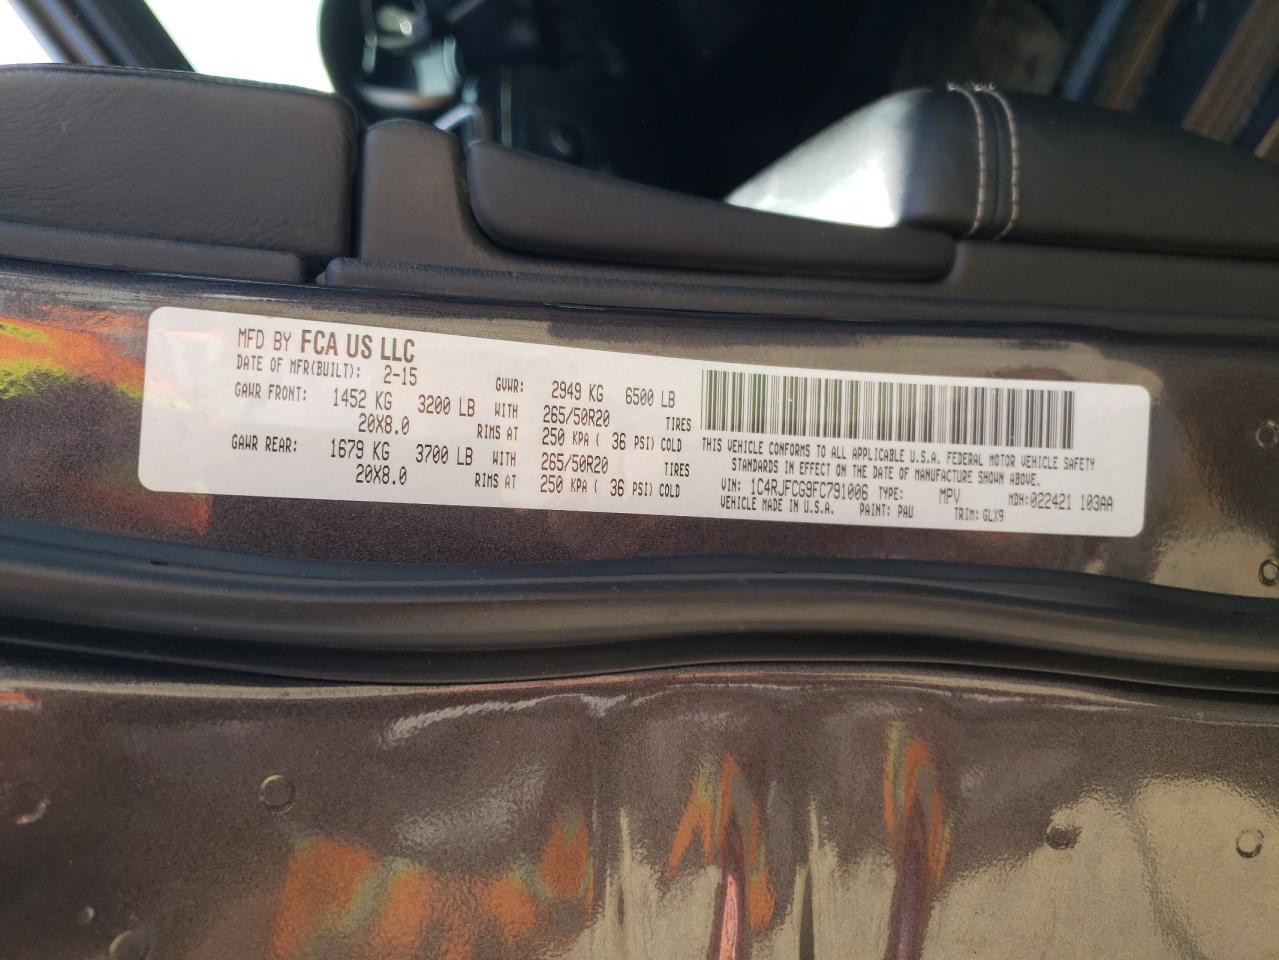 MFD BY FCA US LLC
DATE OF MFR(BUILT): 2-15 GVWR: 2949 KG 6500 LB
GAWR FRONT: 1452 KG 3200 LB WITH 265/50R20 TIRES
20X8.0 RIMS AT 250 KPA ( 36 PSI) COLD
GAWR REAR: 1679 KG 3700 LB WITH 265/50R20 TIRES
20X8.0 RIMS AT 250 KPA ( 36 PSI) COLD
THIS VEHICLE CONFORMS TO ALL APPLICABLE U.S.A. FEDERAL MOTOR VEHICLE SAFETY
STANDARDS IN EFFECT ON THE DATE OF MANUFACTURE SHOWN ABOVE.
VIN: 1C4RJFCG9FC791006 TYPE: MPV MDH:022421 103AA
VEHICLE MADE IN U.S.A. PAINT: PAU TRIM: GLX9